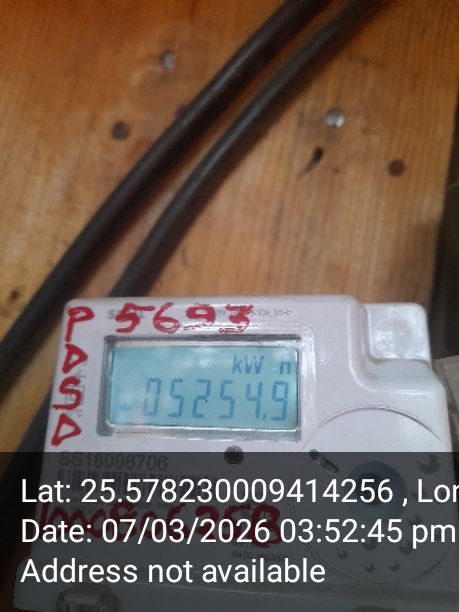 5693
PDSD
kW h
05254.9
SS18098706
Lat: 25.578230009414256 , Lon
Date: 07/03/2026 03:52:45 pm
Address not available